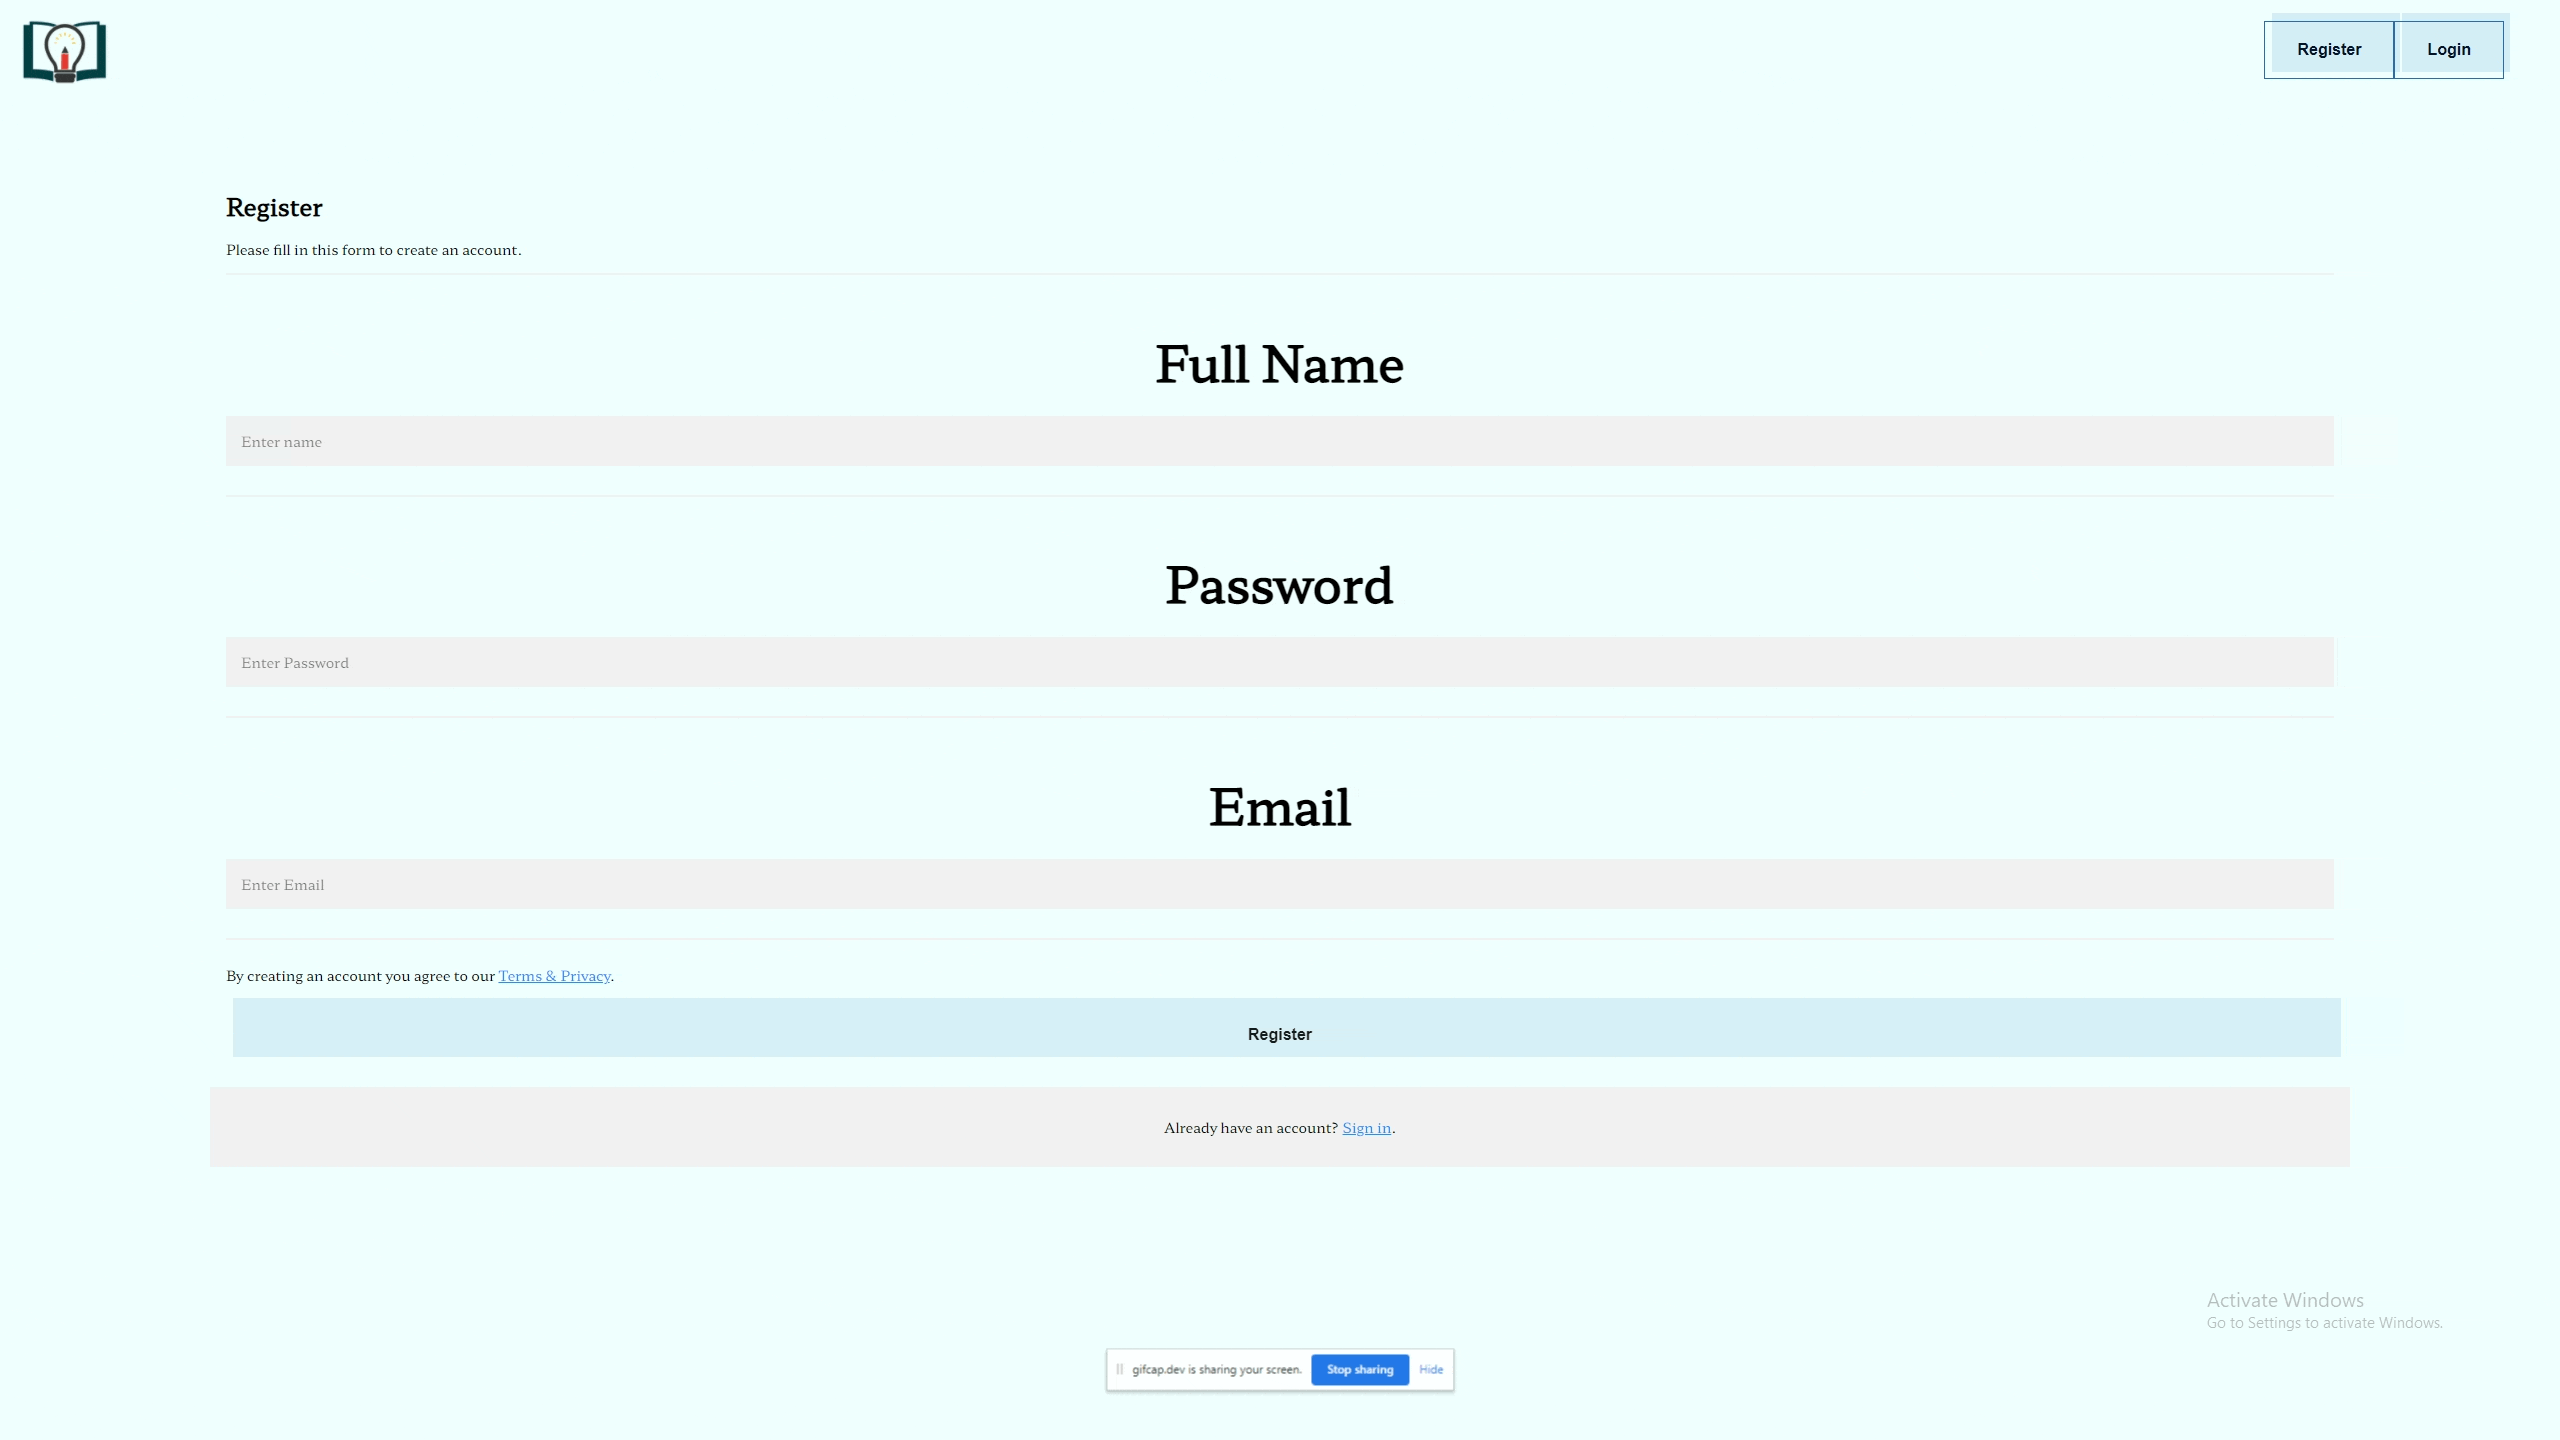 Register
Login
Register
Please fill in this form to create an account.
Full Name
Enter name
Password
Enter Password
Email
Enter Email
By creating an account you agree to our Terms & Privacy.
Register
Already have an account? Sign in.
Activate Windows
Go to Settings to activate Windows.
gifcap.dev is sharing your screen.
Stop sharing
Hide